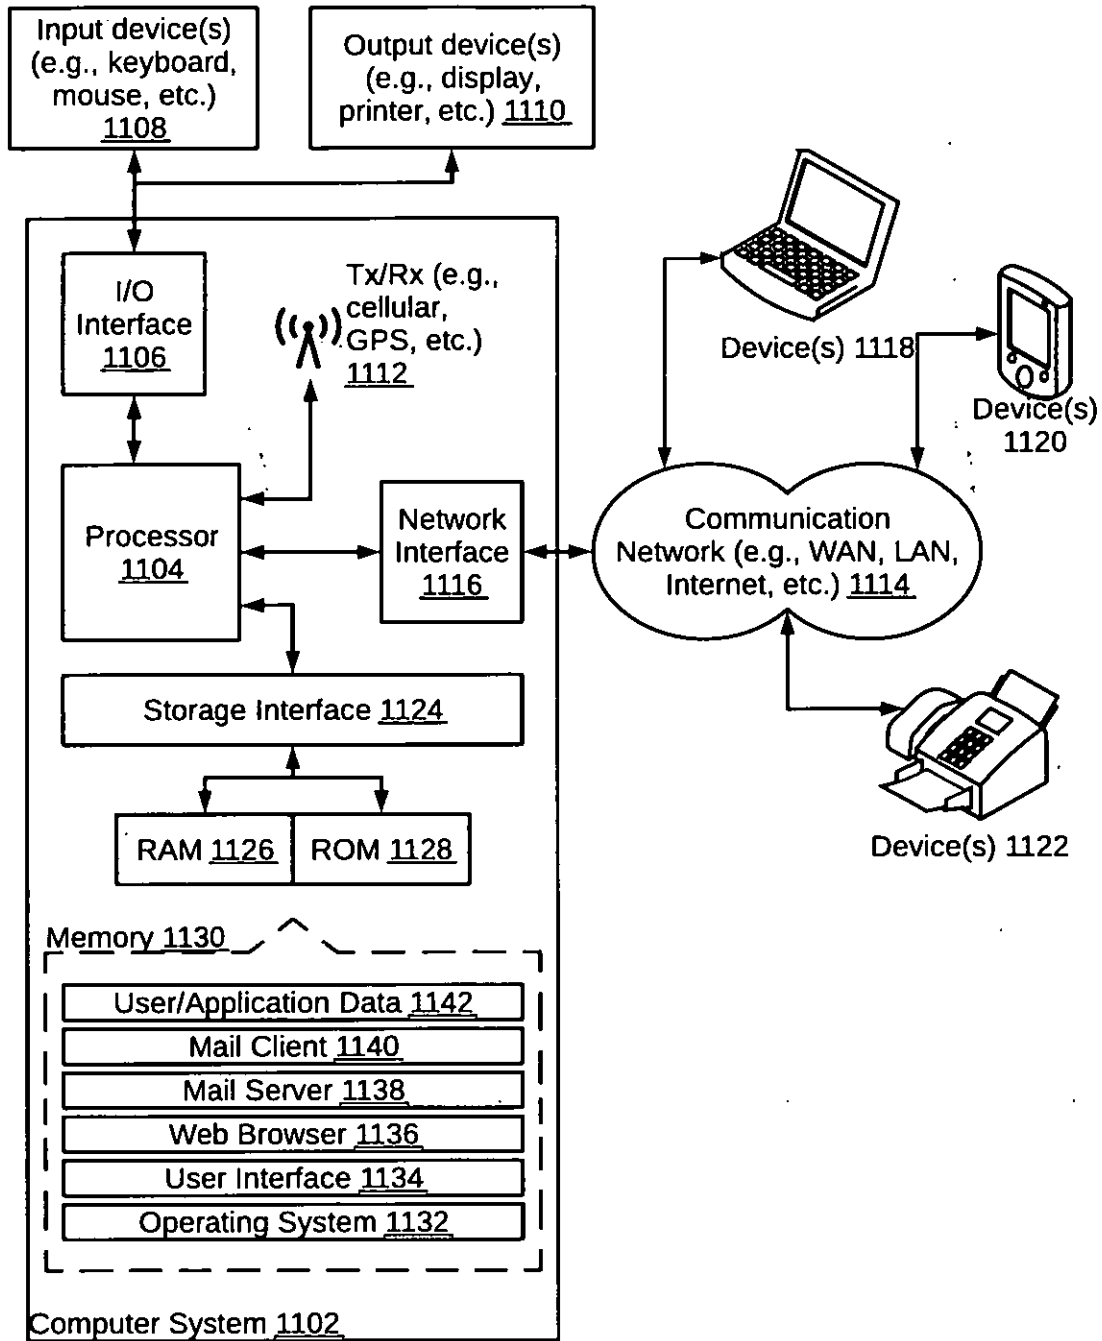 Input device(s)
(e.g., keyboard,
mouse, etc.)
1108
Output device(s)
(e.g., display,
printer, etc.) 1110
I/O
Interface
1106
Tx/Rx (e.g.,
cellular,
GPS, etc.)
1112
Device(s) 1118
Device(s)
1120
Processor
1104
Network
Interface
1116
Communication
Network (e.g., WAN, LAN,
Internet, etc.) 1114
Storage Interface 1124
RAM 1126
ROM 1128
Device(s) 1122
Memory 1130
User/Application Data 1142
Mail Client 1140
Mail Server 1138
Web Browser 1136
User Interface 1134
Operating System 1132
Computer System 1102